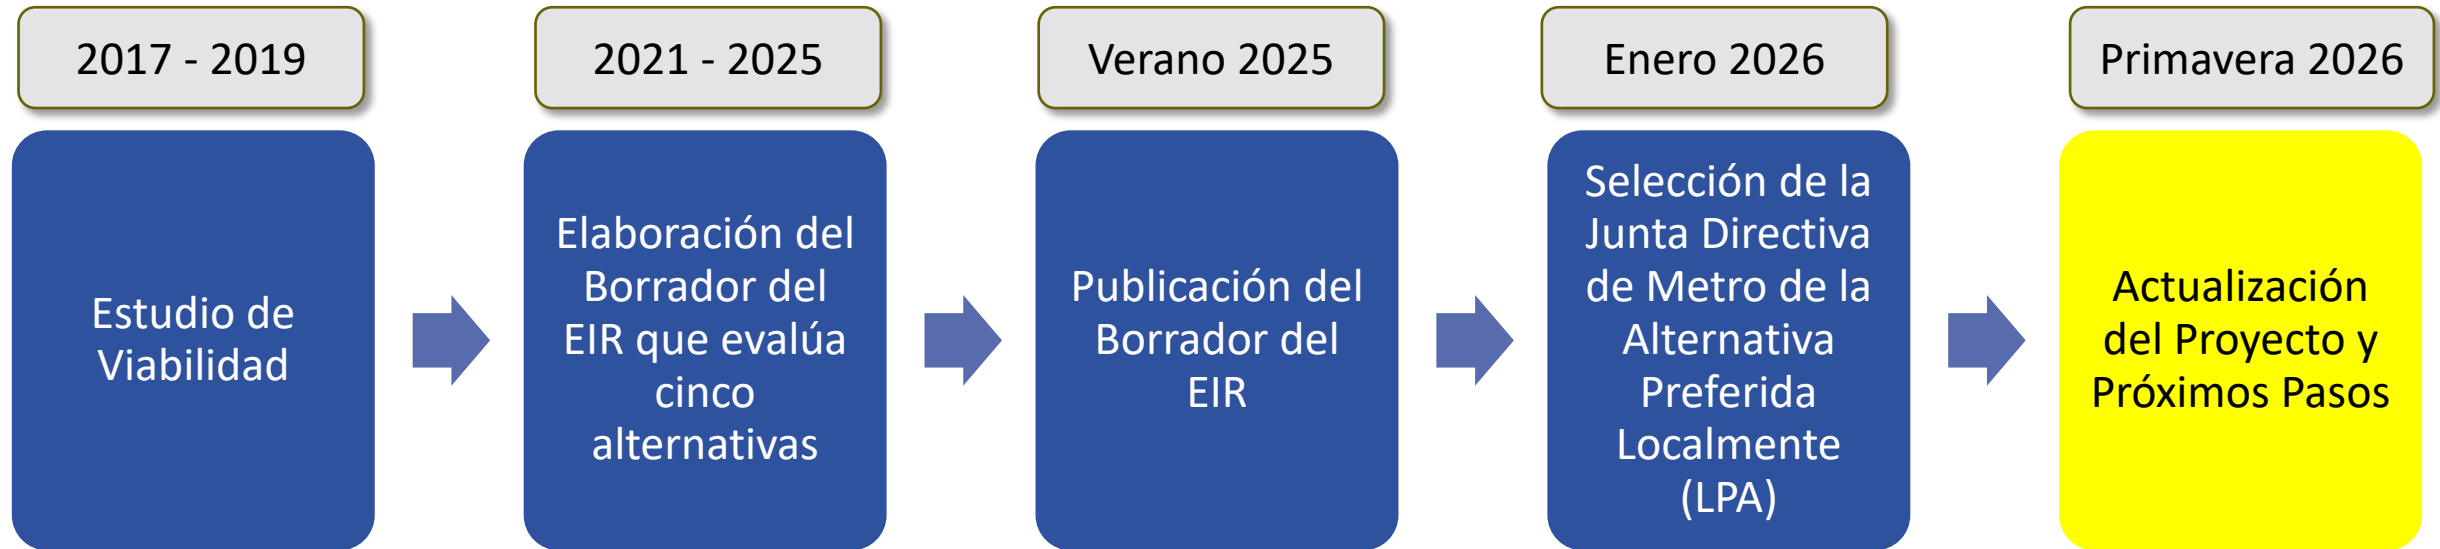 2017 - 2019
Estudio de
Viabilidad
2021 - 2025
Elaboración del
Borrador del
EIR que evalúa
cinco
alternativas
Verano 2025
Publicación del
Borrador del
EIR
Enero 2026
Selección de la
Junta Directiva
de Metro de la
Alternativa
Preferida
Localmente
(LPA)
Primavera 2026
Actualización
del Proyecto y
Próximos Pasos